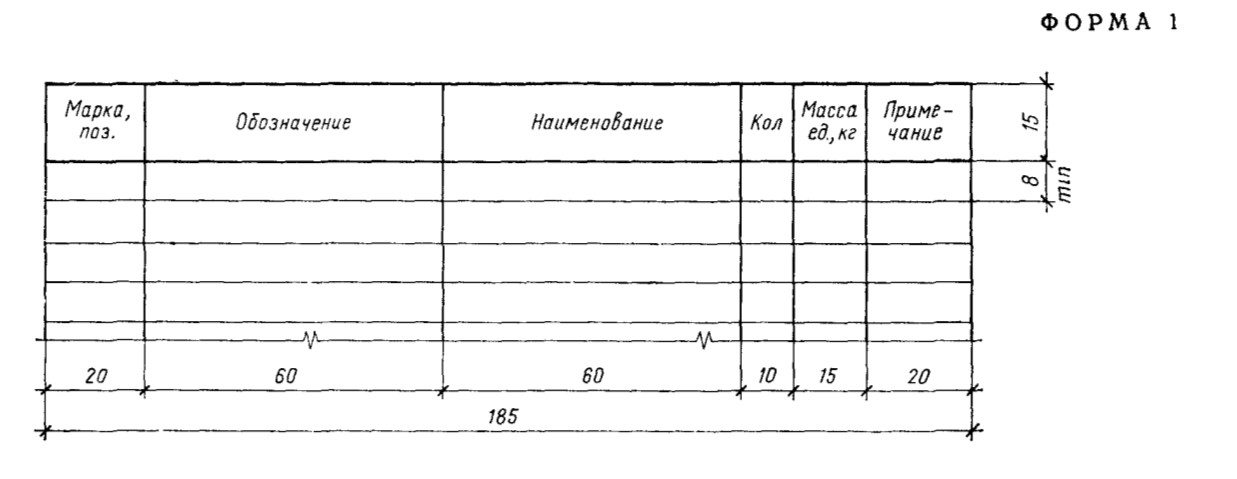 ФОРМА 1
Марка, поз.
Обозначение
Наименование
Кол
Масса ед., кг
Приме-
чание
15
8 min
20
60
60
10
15
20
185